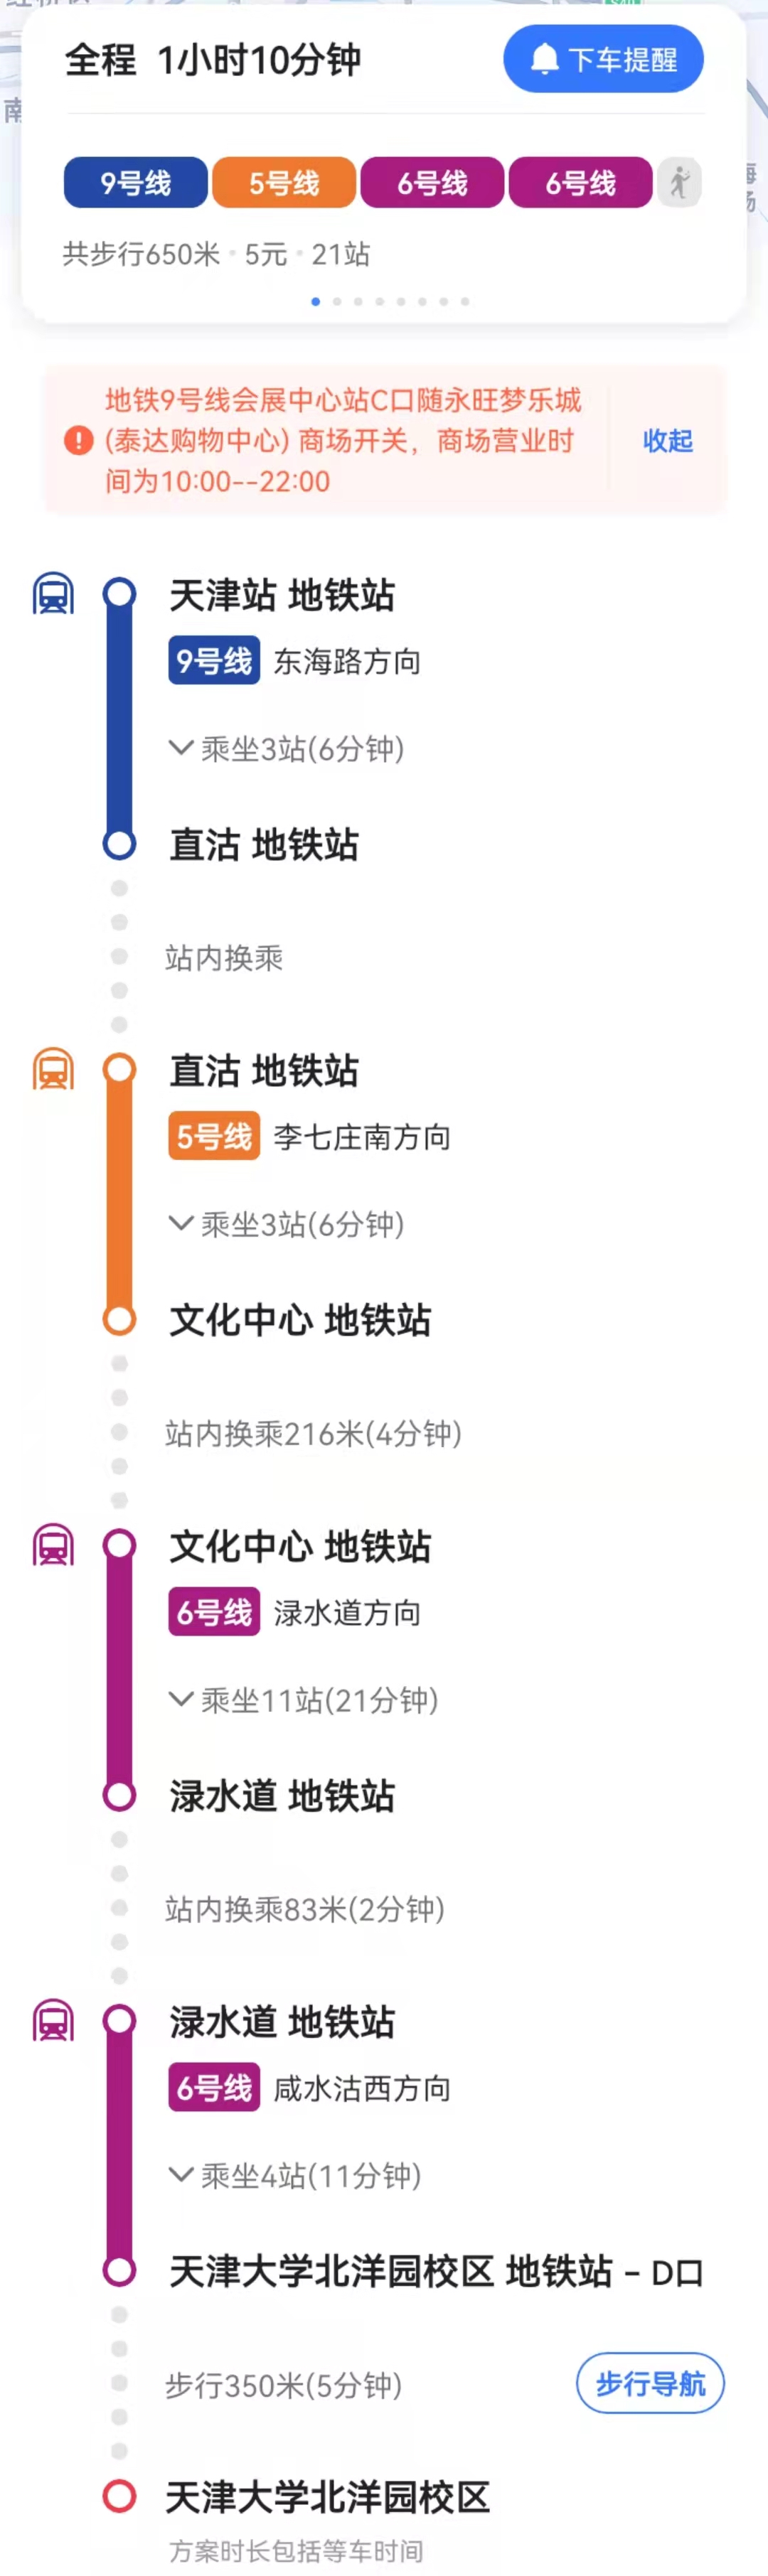 全程 1小时10分钟
下车提醒
9号线 5号线 6号线 6号线
共步行650米·5元·21站
地铁9号线会展中心站C口随永旺梦乐城
(泰达购物中心) 商场开关，商场营业时
间为10:00--22:00
收起
天津站 地铁站
9号线 东海路方向
乘坐3站(6分钟)
直沽 地铁站
站内换乘
直沽 地铁站
5号线 李七庄南方向
乘坐3站(6分钟)
文化中心 地铁站
站内换乘216米(4分钟)
文化中心 地铁站
6号线 渌水道方向
乘坐11站(21分钟)
渌水道 地铁站
站内换乘83米(2分钟)
渌水道 地铁站
6号线 咸水沽西方向
乘坐4站(11分钟)
天津大学北洋园校区 地铁站 - D口
步行350米(5分钟)
步行导航
天津大学北洋园校区
方案时长包括等车时间